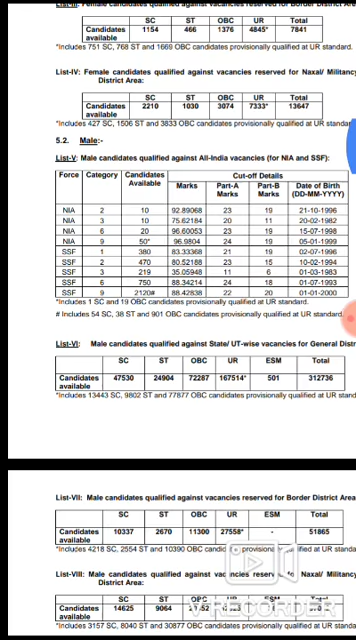 List-III: Female candidates qualified against vacancies reserved for Border District Area
SC ST OBC UR Total
Candidates available 1154 466 1376 4845* 7841
*Includes 751 SC, 768 ST and 1669 OBC candidates provisionally qualified at UR standard.
List-IV: Female candidates qualified against vacancies reserved for Naxal/ Militancy
District Area:
SC ST OBC UR Total
Candidates available 2210 1030 3074 7333* 13647
*Includes 427 SC, 1506 ST and 3833 OBC candidates provisionally qualified at UR standar
5.2. Male:-
List-V: Male candidates qualified against All-India vacancies (for NIA and SSF):
Force Category Candidates Available Cut-off Details
Marks Part-A Marks Part-B Marks Date of Birth (DD-MM-YYYY)
NIA 2 10 92.89068 23 19 21-10-1996
NIA 3 10 75.62184 20 11 20-02-1982
NIA 6 20 96.60053 23 19 15-07-1998
NIA 9 50* 96.9804 24 19 05-01-1999
SSF 1 380 83.33368 21 19 02-07-1996
SSF 2 470 80.52188 23 15 10-02-1994
SSF 3 219 35.05948 11 6 01-03-1983
SSF 6 750 88.34214 24 18 01-07-1993
SSF 9 2120# 88.42838 22 20 01-01-2000
*Includes 1 SC and 19 OBC candidates provisionally qualified at UR standard.
# Includes 54 SC, 38 ST and 901 OBC candidates provisionally qualified at UR standard.
List-VI: Male candidates qualified against State/ UT-wise vacancies for General Distr
SC ST OBC UR ESM Total
Candidates available 47530 24904 72287 167514* 501 312736
*Includes 13443 SC, 9802 ST and 77877 OBC candidates provisionally qualified at UR stand
List-VII: Male candidates qualified against vacancies reserved for Border District Area
SC ST OBC UR ESM Total
Candidates available 10337 2670 11300 27558* - 51865
*Includes 4218 SC, 2554 ST and 10390 OBC qualified at UR standa
List-VIII: Male candidates qualified against vacancies for Naxal/ Militancy
District Area:
SC ST OBC UR ESM Total
Candidates available 14625 9064
*Includes 3157 SC, 8040 ST and 30877 OBC candidates provisionally qualified at UR standa
RECORDER